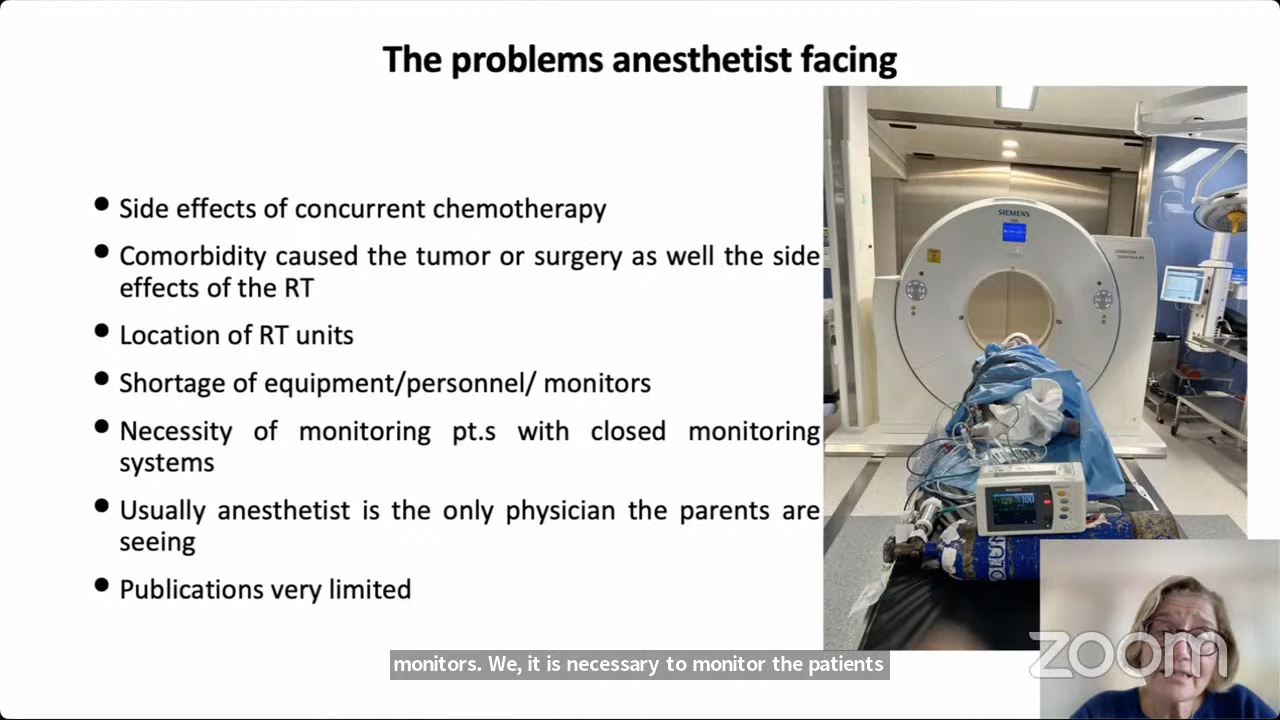 The problems anesthetist facing
Side effects of concurrent chemotherapy
Comorbidity caused the tumor or surgery as well the side
effects of the RT
Location of RT units
Shortage of equipment/personnel/ monitors
Necessity of monitoring pt.s with closed monitoring
systems
Usually anesthetist is the only physician the parents are
seeing
Publications very limited
SIEMENS
PHILIPS
129 100
monitors. We, it is necessary to monitor the patients
zoom